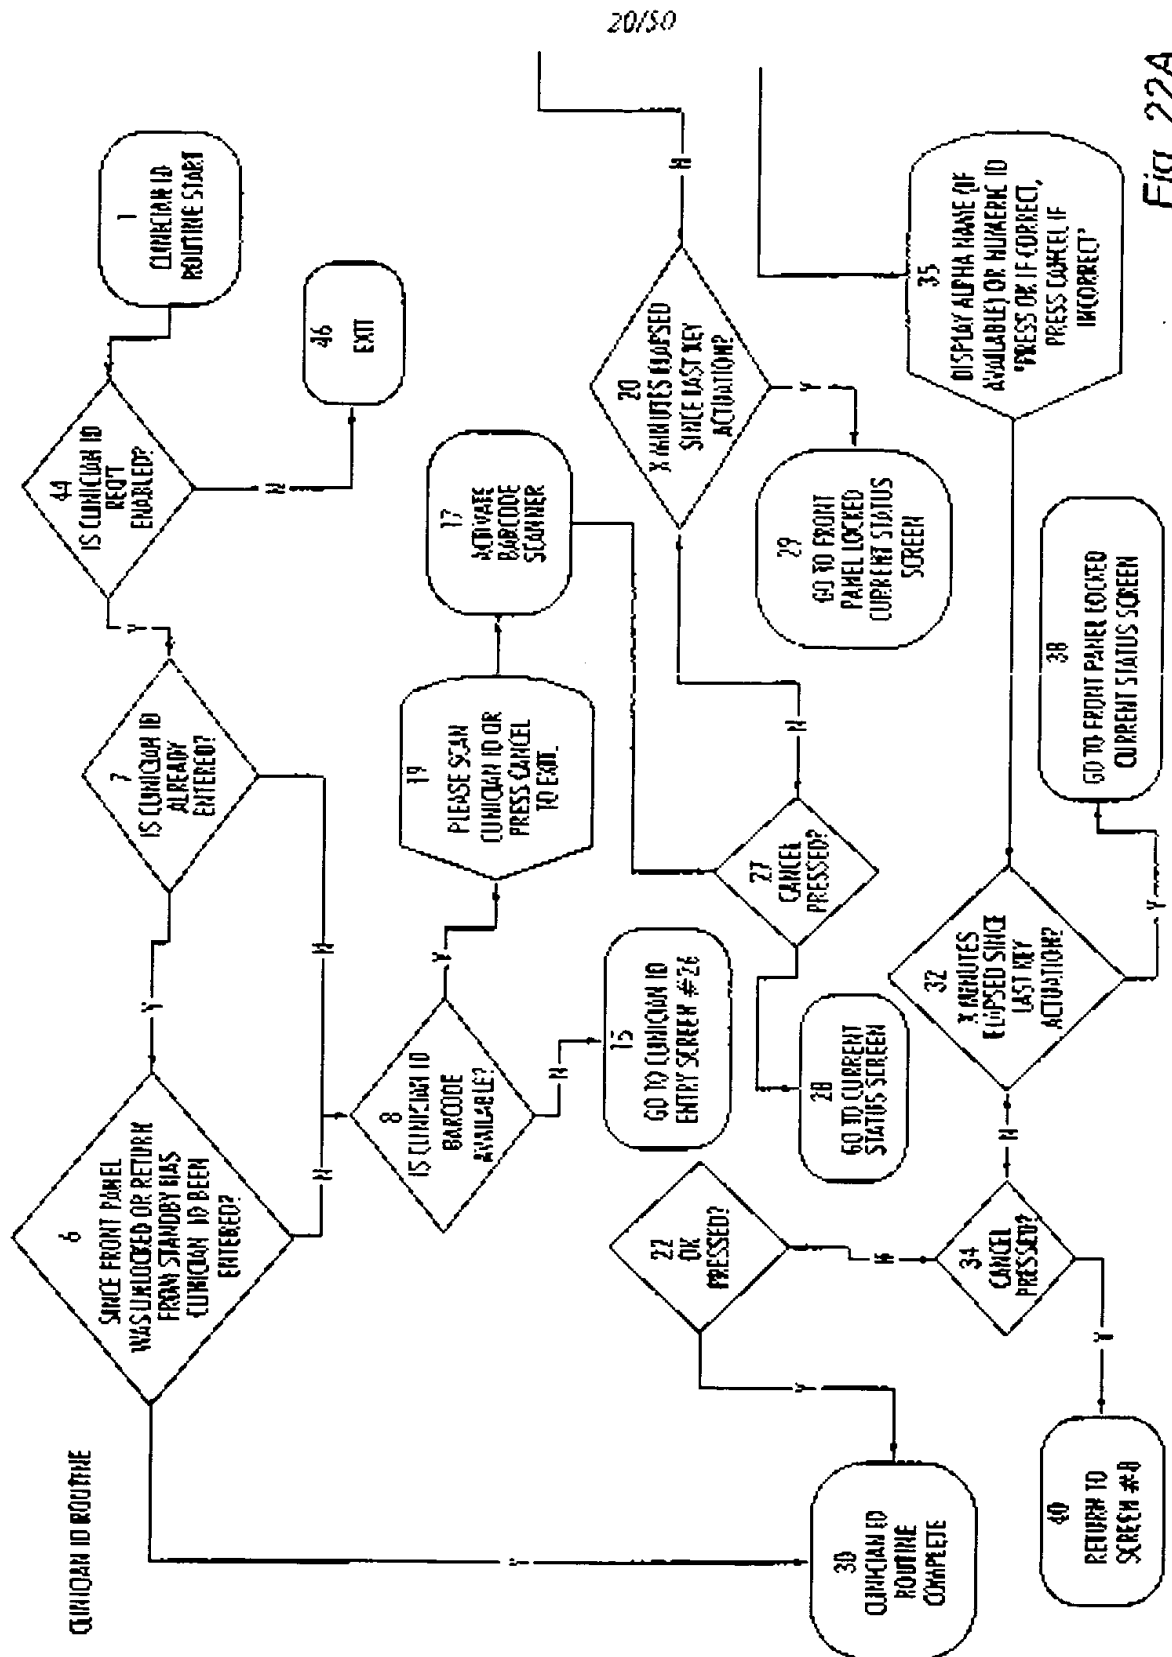 20/50
CLINICIAN ID ROUTINE
1
CLINICIAN ID
ROUTINE START
44
IS CLINICIAN ID
REQ'T
ENABLED?
N
46
EXIT
Y
7
IS CLINICIAN ID
ALREADY
ENTERED?
N
Y
6
SINCE FRONT PANEL
WAS UNLOCKED OR RETURN
FROM STANDBY HAS
CLINICIAN ID BEEN
ENTERED?
N
Y
8
IS CLINICIAN ID
BARCODE
AVAILABLE?
Y
N
15
GO TO CLINICIAN ID
ENTRY SCREEN #26
19
PLEASE SCAN
CLINICIAN ID OR
PRESS CANCEL
TO EXIT.
17
ACTIVATE
BARCODE
SCANNER
27
CANCEL
PRESSED?
N
28
GO TO CURRENT
STATUS SCREEN
20
X MINUTES ELAPSED
SINCE LAST KEY
ACTUATION?
N
Y
29
GO TO FRONT
PANEL LOCKED
CURRENT STATUS
SCREEN
35
DISPLAY ALPHA NAME (IF
AVAILABLE) OR NUMERIC ID
'PRESS OK IF CORRECT,
PRESS CANCEL IF
INCORRECT'
32
X MINUTES
ELAPSED SINCE
LAST KEY
ACTUATION?
Y
38
GO TO FRONT PANEL LOCKED
CURRENT STATUS SCREEN
N
34
CANCEL
PRESSED?
Y
40
RETURN TO
SCREEN #8
N
22
OK
PRESSED?
Y
30
CLINICIAN ID
ROUTINE
COMPLETE
Fig. 22A